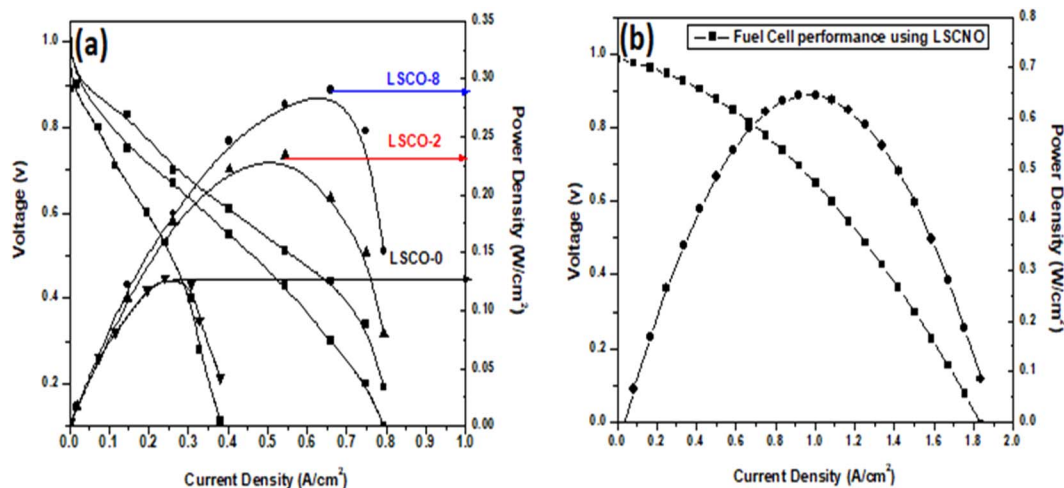 (a)
LSCO-8
LSCO-2
LSCO-0
Voltage (v)
1.0
0.8
0.6
0.4
0.2
0.35
0.30
0.25
0.20
0.15
0.10
0.05
0.00
Power Density (W/cm²)
0.0 0.1 0.2 0.3 0.4 0.5 0.6 0.7 0.8 0.9 1.0
Current Density (A/cm²)
(b)
Fuel Cell performance using LSCNO
Voltage (v)
1.0
0.8
0.6
0.4
0.2
0.0
0.8
0.7
0.6
0.5
0.4
0.3
0.2
0.1
0.0
Power Density (W/cm²)
0.0 0.2 0.4 0.6 0.8 1.0 1.2 1.4 1.6 1.8 2.0
Current Density (A/cm²)